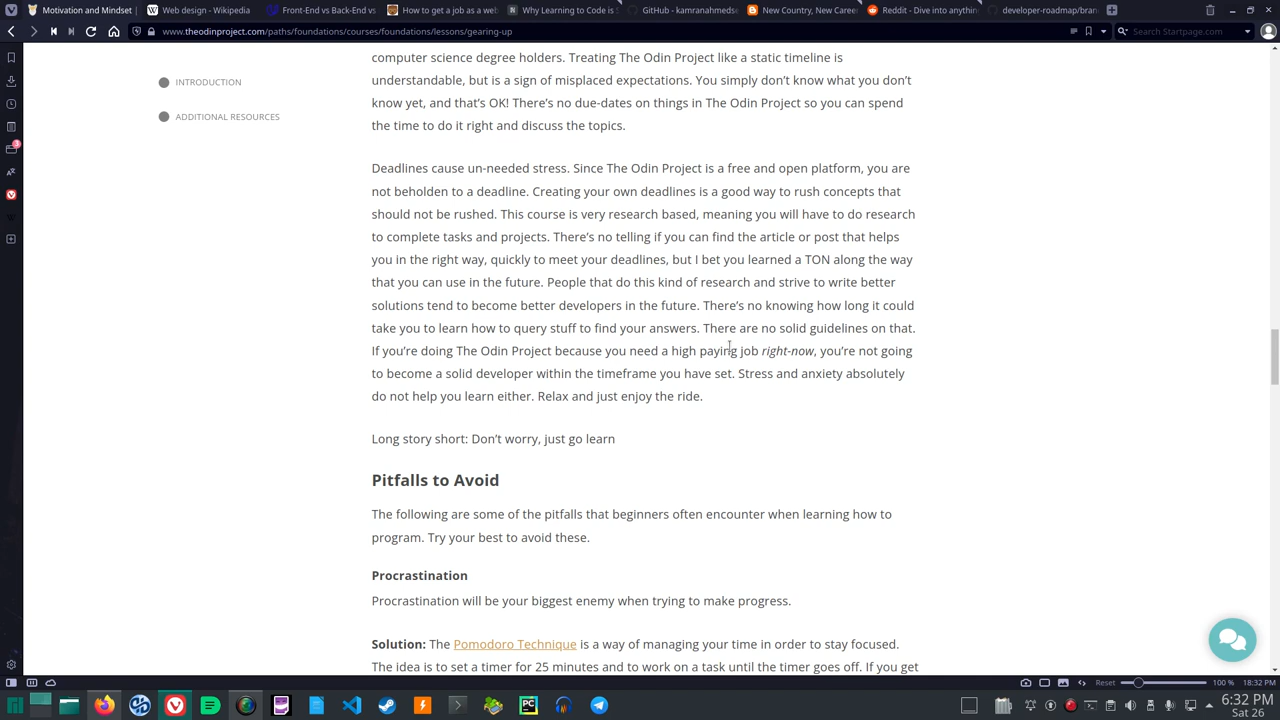 Motivation and Mindset |
Web design - Wikipedia
Front-End vs Back-End vs
How to get a job as a web
Why Learning to Code is S
GitHub - kamranahmedse
New Country, New Career
Reddit - Dive into anything
developer-roadmap/bran
www.theodinproject.com/paths/foundations/courses/foundations/lessons/gearing-up
Search Startpage.com
INTRODUCTION
ADDITIONAL RESOURCES
3
computer science degree holders. Treating The Odin Project like a static timeline is
understandable, but is a sign of misplaced expectations. You simply don’t know what you don’t
know yet, and that’s OK! There’s no due-dates on things in The Odin Project so you can spend
the time to do it right and discuss the topics.
Deadlines cause un-needed stress. Since The Odin Project is a free and open platform, you are
not beholden to a deadline. Creating your own deadlines is a good way to rush concepts that
should not be rushed. This course is very research based, meaning you will have to do research
to complete tasks and projects. There’s no telling if you can find the article or post that helps
you in the right way, quickly to meet your deadlines, but I bet you learned a TON along the way
that you can use in the future. People that do this kind of research and strive to write better
solutions tend to become better developers in the future. There’s no knowing how long it could
take you to learn how to query stuff to find your answers. There are no solid guidelines on that.
If you’re doing The Odin Project because you need a high paying job right-now, you’re not going
to become a solid developer within the timeframe you have set. Stress and anxiety absolutely
do not help you learn either. Relax and just enjoy the ride.
Long story short: Don’t worry, just go learn
Pitfalls to Avoid
The following are some of the pitfalls that beginners often encounter when learning how to
program. Try your best to avoid these.
Procrastination
Procrastination will be your biggest enemy when trying to make progress.
Solution: The Pomodoro Technique is a way of managing your time in order to stay focused.
The idea is to set a timer for 25 minutes and to work on a task until the timer goes off. If you get
Reset
100 %
18:32 PM
PC
6:32 PM
Sat 26